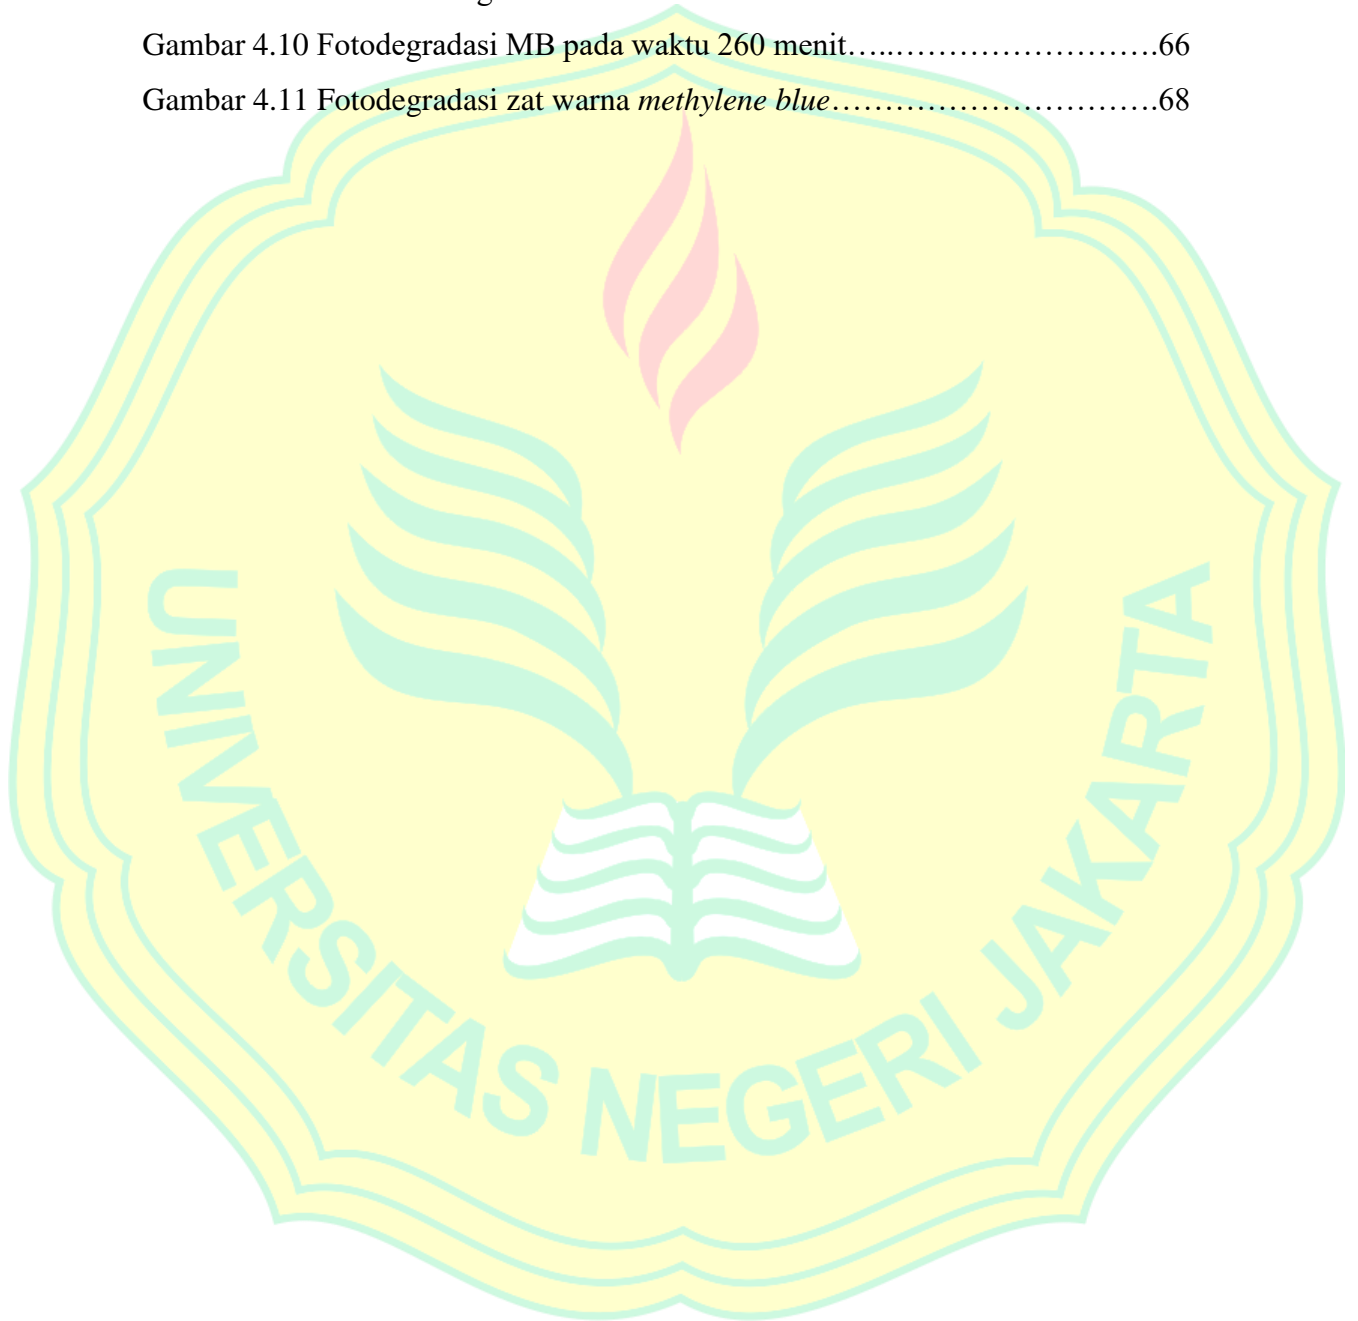 Gambar 4.10 Fotodegradasi MB pada waktu 260 menit…..…………………….66
Gambar 4.11 Fotodegradasi zat warna methylene blue………………………….68
UNIVERSITAS NEGERI JAKARTA